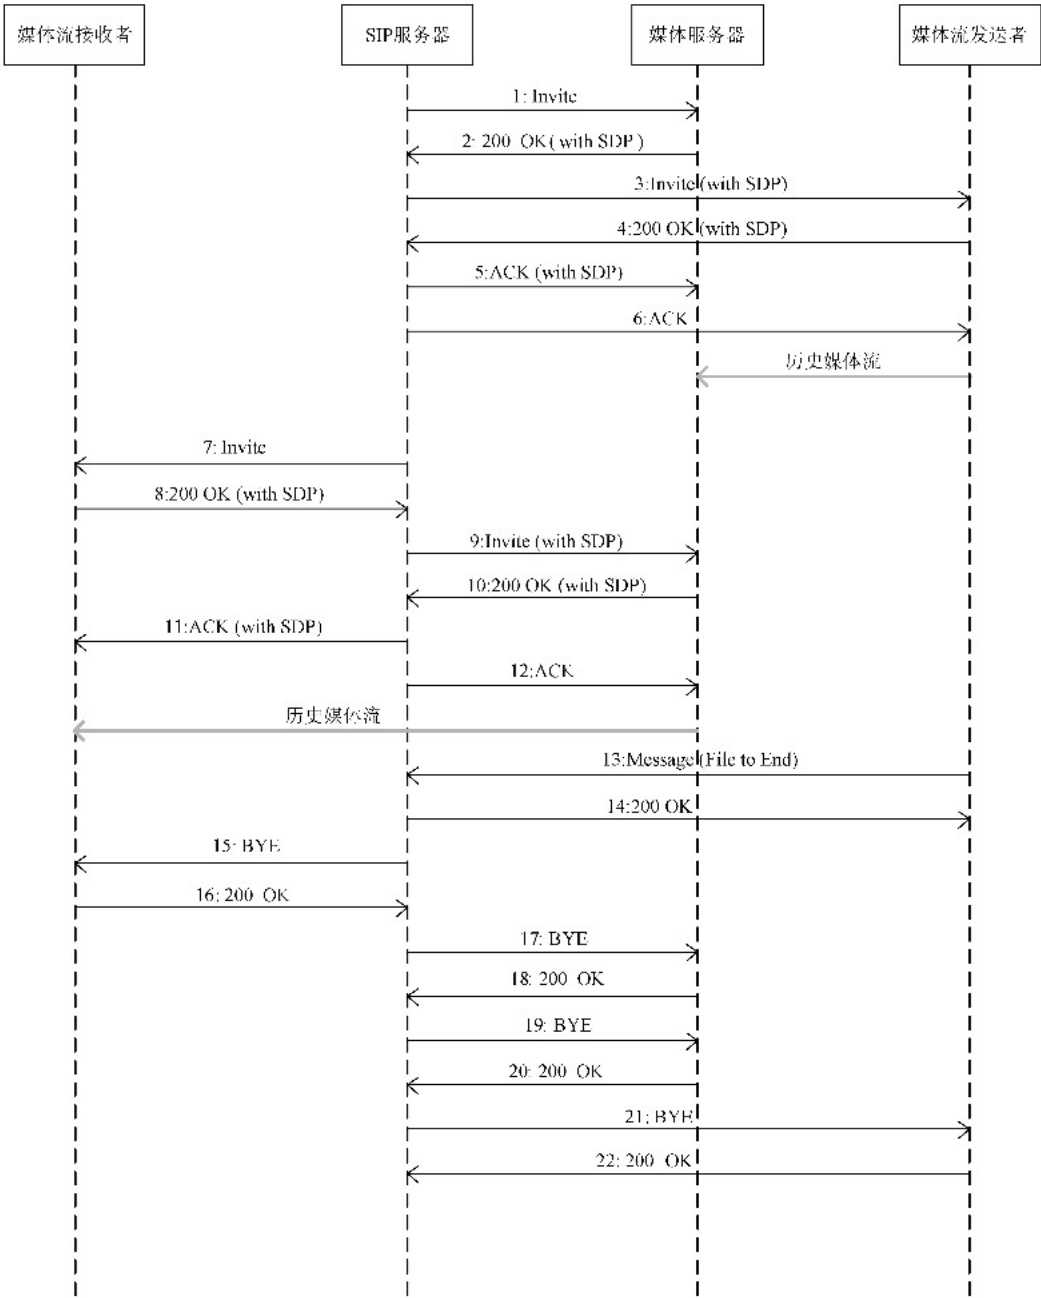 媒体流接收者
SIP服务器
媒体服务器
媒体流发送者
1: Invite
2: 200 OK( with SDP )
3:Invite (with SDP)
4:200 OK (with SDP)
5:ACK (with SDP)
6:ACK
历史媒体流
7: Invite
8:200 OK (with SDP)
9:Invite (with SDP)
10:200 OK (with SDP)
11:ACK (with SDP)
12:ACK
历史媒体流
13:Message (File to End)
14:200 OK
15: BYE
16: 200 OK
17: BYE
18: 200 OK
19: BYE
20: 200 OK
21: BYE
22: 200 OK